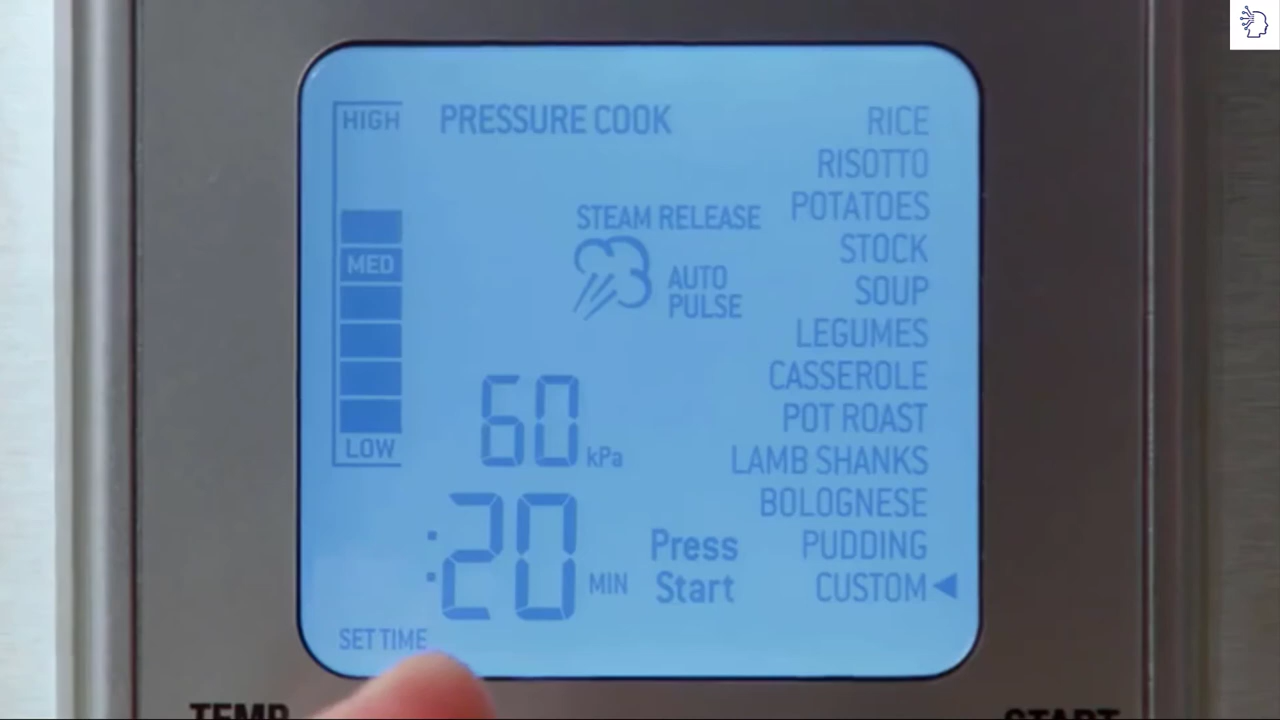 HIGH
PRESSURE COOK
RICE
RISOTTO
STEAM RELEASE
POTATOES
STOCK
MED
AUTO
PULSE
SOUP
LEGUMES
CASSEROLE
60 kPa
POT ROAST
LOW
LAMB SHANKS
BOLOGNESE
:20 MIN
Press
Start
PUDDING
CUSTOM
SET TIME
TEMP
START